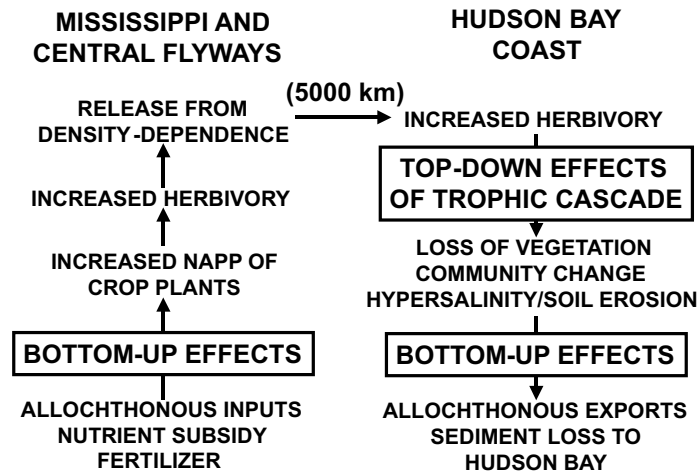 MISSISSIPPI AND
CENTRAL FLYWAYS
RELEASE FROM
DENSITY-DEPENDENCE
INCREASED HERBIVORY
INCREASED NAPP OF
CROP PLANTS
BOTTOM-UP EFFECTS
ALLOCHTHONOUS INPUTS
NUTRIENT SUBSIDY
FERTILIZER
(5000 km)
HUDSON BAY
COAST
INCREASED HERBIVORY
TOP-DOWN EFFECTS
OF TROPHIC CASCADE
LOSS OF VEGETATION
COMMUNITY CHANGE
HYPERSALINITY/SOIL EROSION
BOTTOM-UP EFFECTS
ALLOCHTHONOUS EXPORTS
SEDIMENT LOSS TO
HUDSON BAY